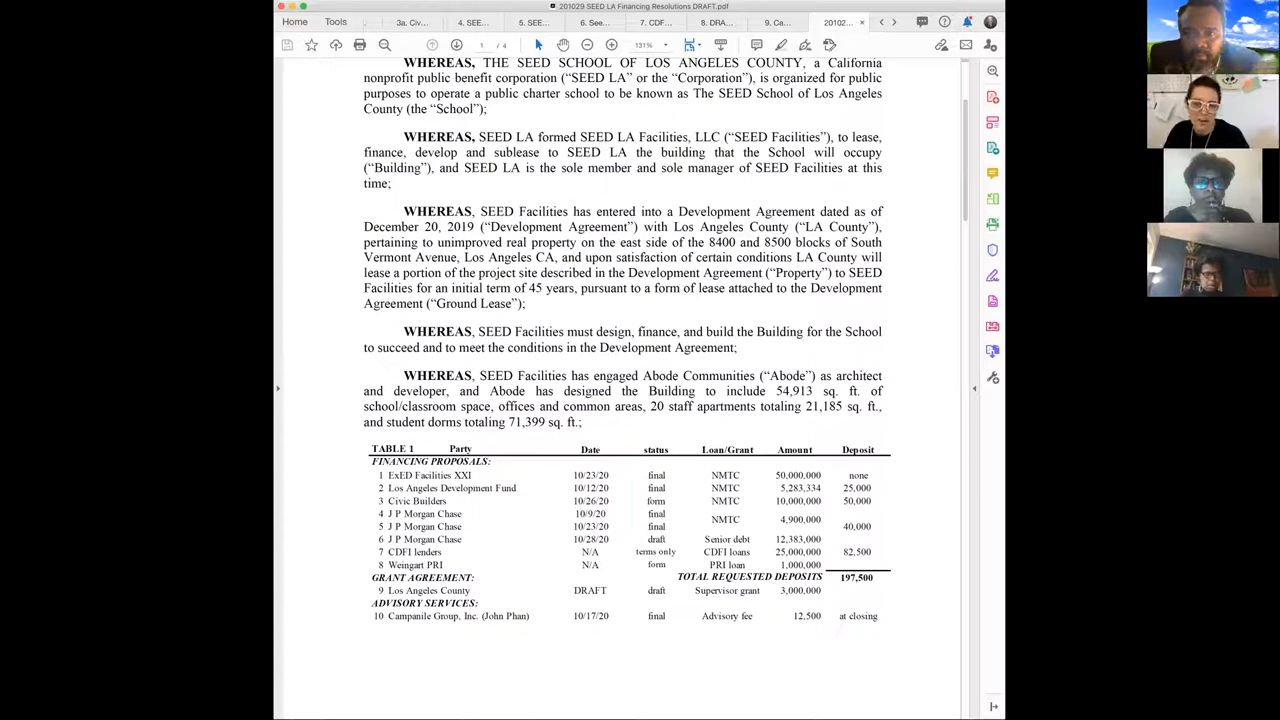 201029 SEED LA Financing Resolutions DRAFT.pdf
Home Tools 3a. Civ... 4. SEE... 5. SEE... 6. See... 7. CDF... 8. DRA... 9. Ca... 20102... ×
1 / 4 131%
WHEREAS, THE SEED SCHOOL OF LOS ANGELES COUNTY, a California
nonprofit public benefit corporation (“SEED LA” or the “Corporation”), is organized for public
purposes to operate a public charter school to be known as The SEED School of Los Angeles
County (the “School”);
WHEREAS, SEED LA formed SEED LA Facilities, LLC (“SEED Facilities”), to lease,
finance, develop and sublease to SEED LA the building that the School will occupy
(“Building”), and SEED LA is the sole member and sole manager of SEED Facilities at this
time;
WHEREAS, SEED Facilities has entered into a Development Agreement dated as of
December 20, 2019 (“Development Agreement”) with Los Angeles County (“LA County”),
pertaining to unimproved real property on the east side of the 8400 and 8500 blocks of South
Vermont Avenue, Los Angeles CA, and upon satisfaction of certain conditions LA County will
lease a portion of the project site described in the Development Agreement (“Property”) to SEED
Facilities for an initial term of 45 years, pursuant to a form of lease attached to the Development
Agreement (“Ground Lease”);
WHEREAS, SEED Facilities must design, finance, and build the Building for the School
to succeed and to meet the conditions in the Development Agreement;
WHEREAS, SEED Facilities has engaged Abode Communities (“Abode”) as architect
and developer, and Abode has designed the Building to include 54,913 sq. ft. of
school/classroom space, offices and common areas, 20 staff apartments totaling 21,185 sq. ft.,
and student dorms totaling 71,399 sq. ft.;
TABLE 1 Party Date status Loan/Grant Amount Deposit
FINANCING PROPOSALS:
1 ExED Facilities XXI 10/23/20 final NMTC 50,000,000 none
2 Los Angeles Development Fund 10/12/20 final NMTC 5,283,334 25,000
3 Civic Builders 10/26/20 form NMTC 10,000,000 50,000
4 J P Morgan Chase 10/9/20 final
NMTC 4,900,000
5 J P Morgan Chase 10/23/20 final 40,000
6 J P Morgan Chase 10/28/20 draft Senior debt 12,383,000
7 CDFI lenders N/A terms only CDFI loans 25,000,000 82,500
8 Weingart PRI N/A form PRI loan 1,000,000
GRANT AGREEMENT: TOTAL REQUESTED DEPOSITS 197,500
9 Los Angeles County DRAFT draft Supervisor grant 3,000,000
ADVISORY SERVICES:
10 Campanile Group, Inc. (John Phan) 10/17/20 final Advisory fee 12,500 at closing